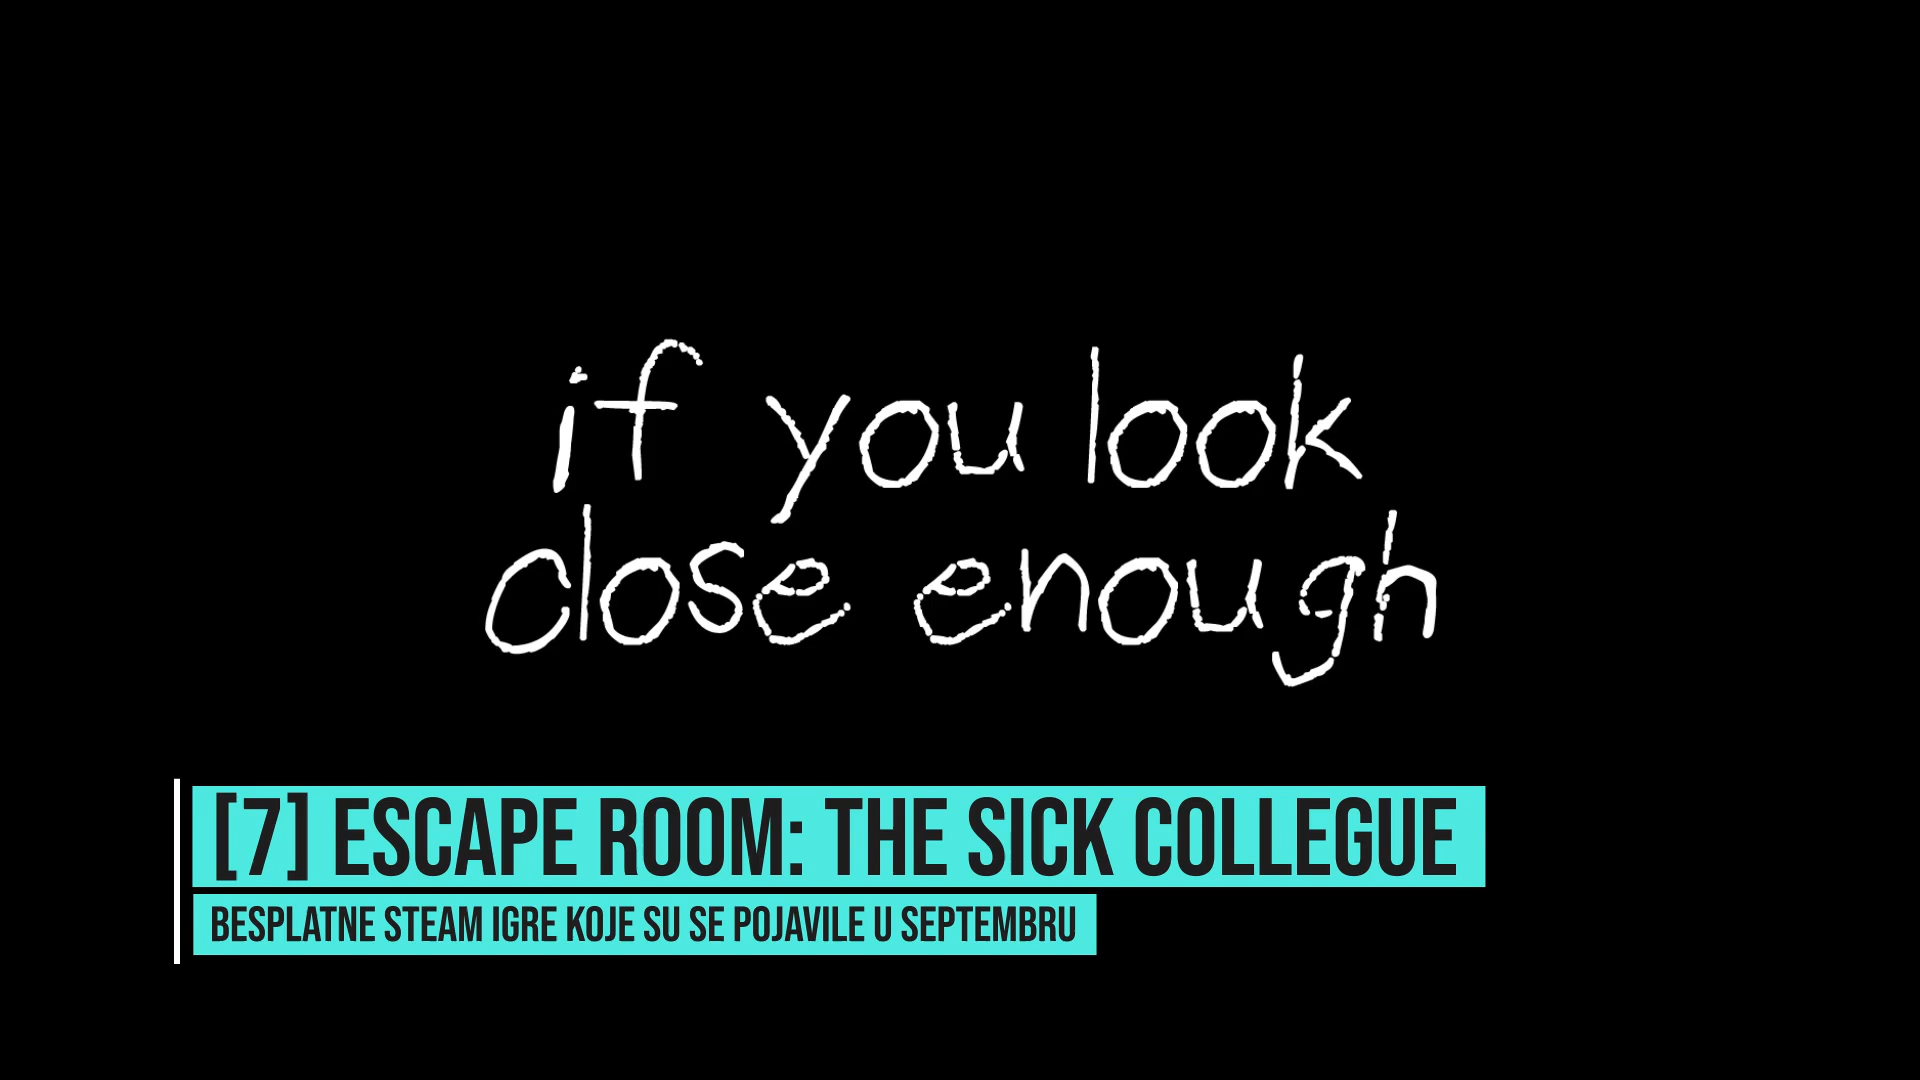 if you look
close enough
[7] ESCAPE ROOM: THE SICK COLLEGUE
BESPLATNE STEAM IGRE KOJE SU SE POJAVILE U SEPTEMBRU